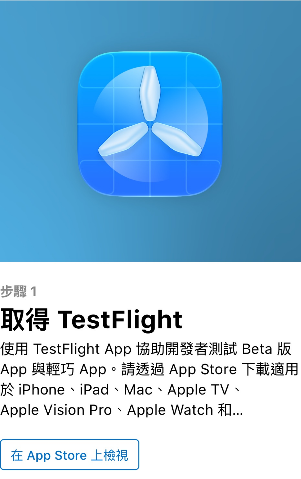 步驟 1
取得 TestFlight
使用 TestFlight App 協助開發者測試 Beta 版
App 與輕巧 App。請透過 App Store 下載適用
於 iPhone、iPad、Mac、Apple TV、
Apple Vision Pro、Apple Watch 和...
在 App Store 上檢視